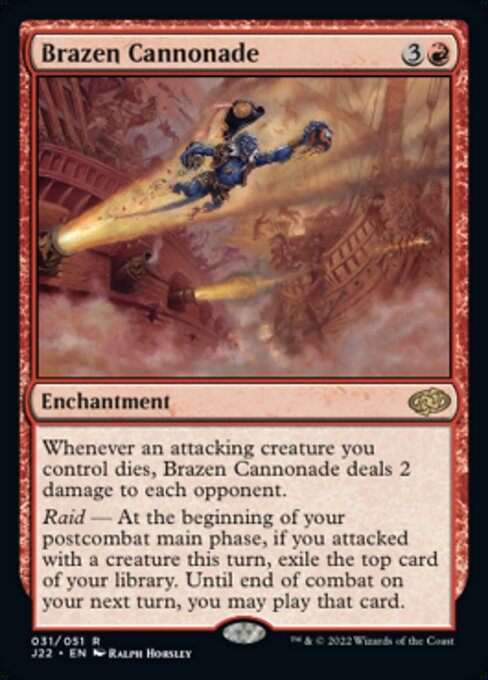 Brazen Cannonade 3
Enchantment
Whenever an attacking creature you
control dies, Brazen Cannonade deals 2
damage to each opponent.
Raid — At the beginning of your
postcombat main phase, if you attacked
with a creature this turn, exile the top card
of your library. Until end of combat on
your next turn, you may play that card.
031/051 R
J22 • EN Ralph Horsley
™ & © 2022 Wizards of the Coast